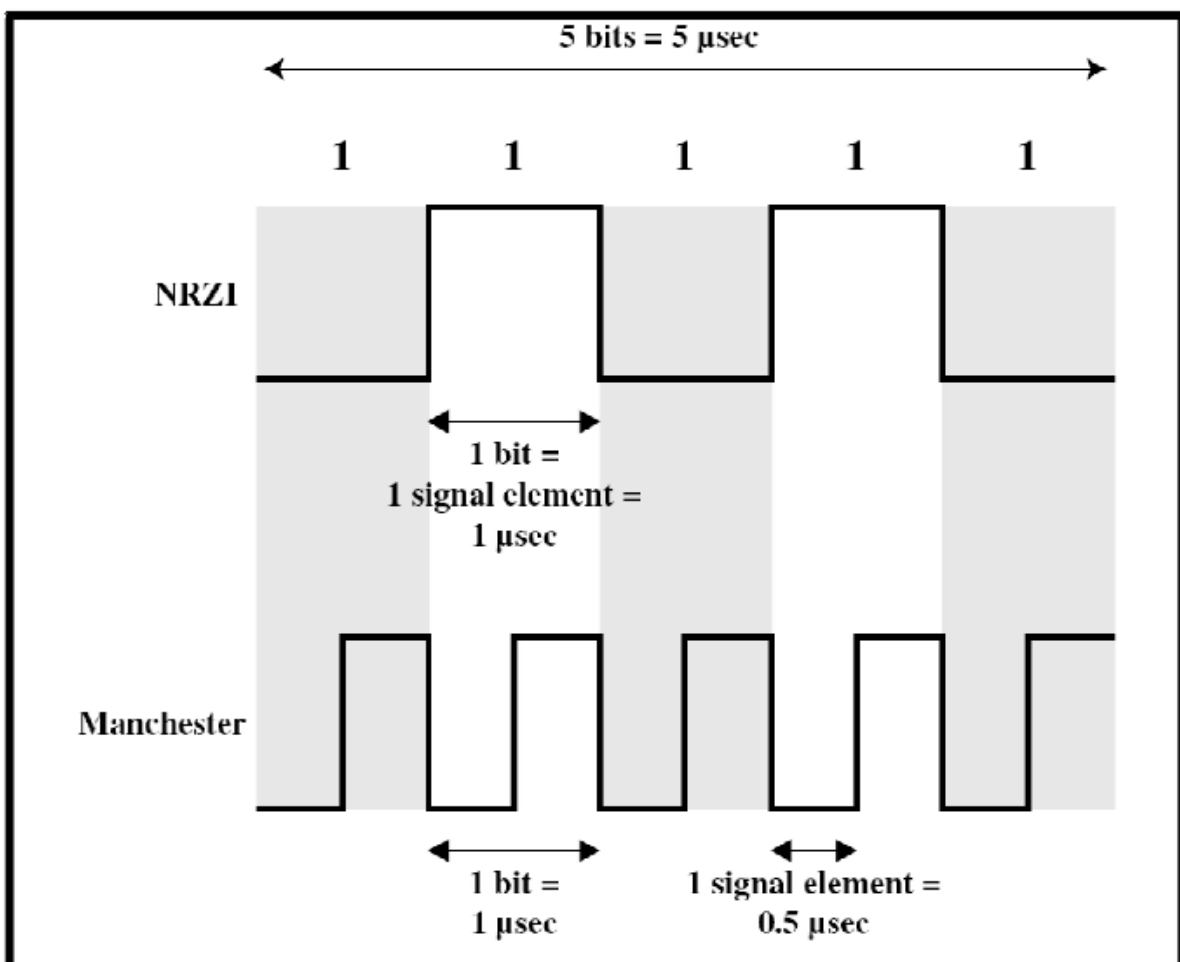 5 bits = 5 µsec
1 1 1 1 1
NRZI
1 bit =
1 signal element =
1 µsec
Manchester
1 bit =
1 µsec
1 signal element =
0.5 µsec